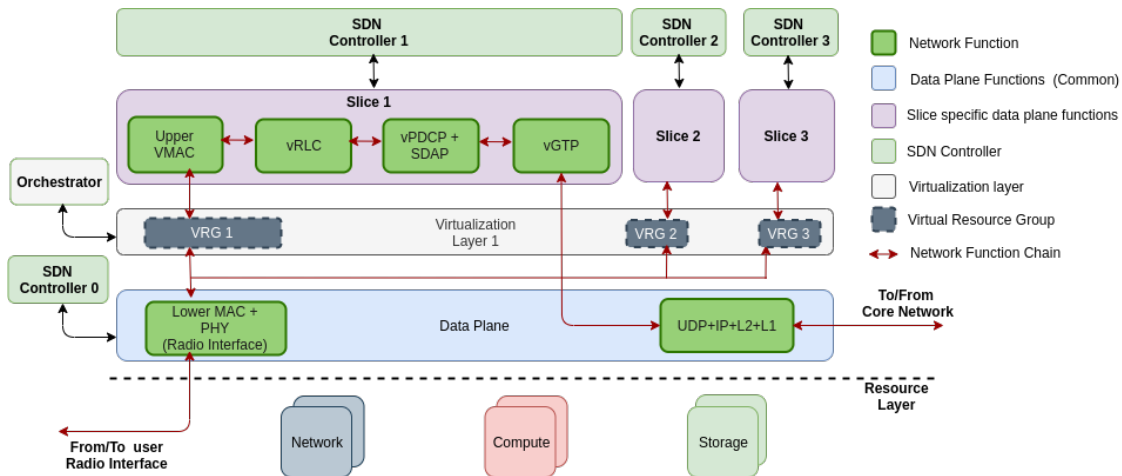 SDN
Controller 1
SDN
Controller 2
SDN
Controller 3
Network Function
Data Plane Functions (Common)
Slice specific data plane functions
SDN Controller
Virtualization layer
Virtual Resource Group
Network Function Chain
Slice 1
Upper
VMAC
vRLC
vPDCP +
SDAP
vGTP
Slice 2
Slice 3
Orchestrator
VRG 1
Virtualization
Layer 1
VRG 2
VRG 3
SDN
Controller 0
Lower MAC +
PHY
(Radio Interface)
Data Plane
UDP+IP+L2+L1
To/From
Core Network
Resource
Layer
From/To user
Radio Interface
Network
Compute
Storage